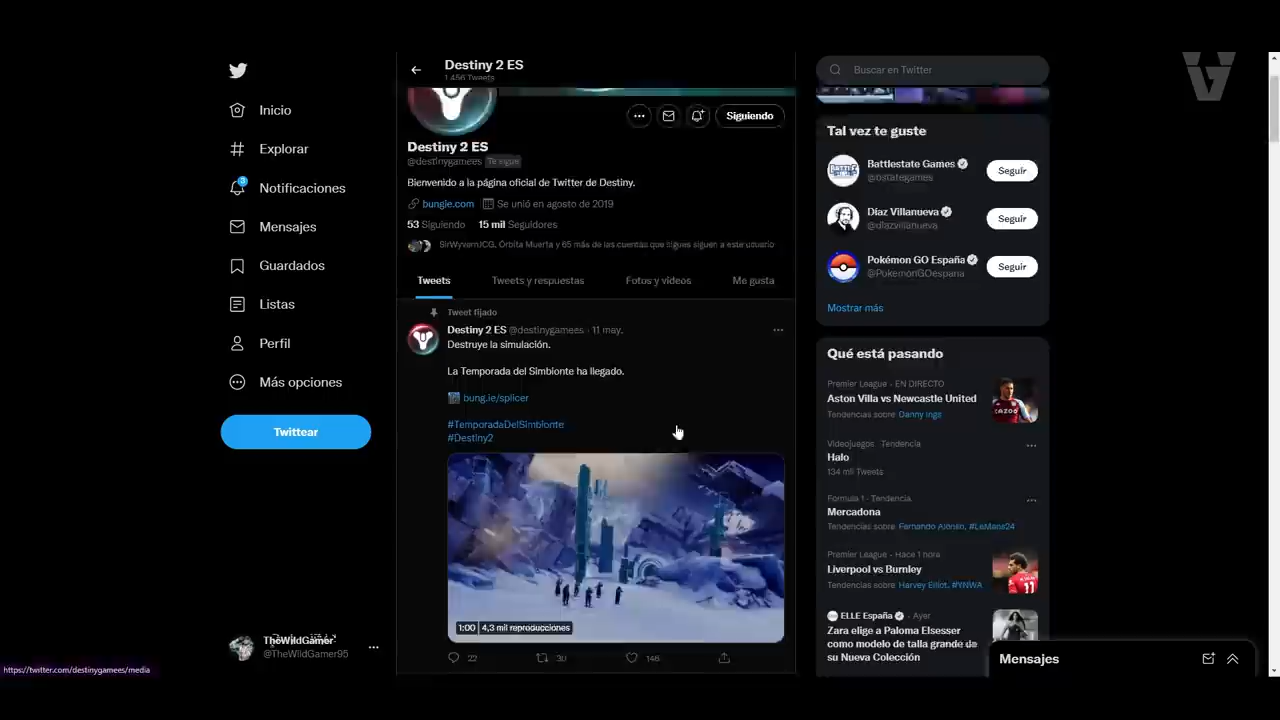 Destiny 2 ES
1.456 Tweets
Inicio
Explorar
3
Notificaciones
Mensajes
Guardados
Listas
Perfil
Más opciones
Twittear
TheWildGamer
@TheWildGamer95
https://twitter.com/destinygamees/media
Siguiendo
Destiny 2 ES
@destinygamees Te sigue
Bienvenido a la página oficial de Twitter de Destiny.
bungie.com Se unió en agosto de 2019
53 Siguiendo 15 mil Seguidores
SirWyvernJCG, Órbita Muerta y 65 más de las cuentas que sigues siguen a este usuario
Tweets Tweets y respuestas Fotos y vídeos Me gusta
Tweet fijado
Destiny 2 ES @destinygamees · 11 may.
Destruye la simulación.
La Temporada del Simbionte ha llegado.
bung.ie/splicer
#TemporadaDelSimbionte
#Destiny2
1:00 4,3 mil reproducciones
22 30 146
Buscar en Twitter
Tal vez te guste
Battlestate Games
@bstategames
Seguir
Díaz Villanueva
@diazvillanueva
Seguir
Pokémon GO España
@PokemonGOespana
Seguir
Mostrar más
Qué está pasando
Premier League · EN DIRECTO
Aston Villa vs Newcastle United
Tendencias sobre Danny Ings
Videojuegos · Tendencia
Halo
134 mil Tweets
Formula 1 · Tendencia
Mercadona
Tendencias sobre Fernando Alonso, #LeMans24
Premier League · Hace 1 hora
Liverpool vs Burnley
Tendencias sobre Harvey Elliot, #YNWA
ELLE España · Ayer
Zara elige a Paloma Elsesser
como modelo de talla grande de
su Nueva Colección
Mensajes